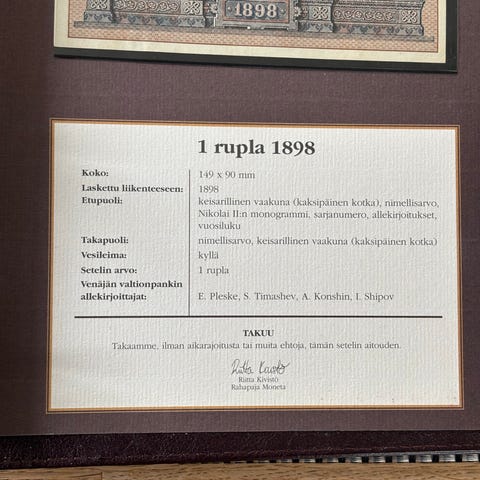 1898
1 rupla 1898
Koko: 149 x 90 mm
Laskettu liikenteeseen: 1898
Etupuoli: keisarillinen vaakuna (kaksipäinen kotka), nimellisarvo,
Nikolai II:n monogrammi, sarjanumero, allekirjoitukset,
vuosiluku
Takapuoli: nimellisarvo, keisarillinen vaakuna (kaksipäinen kotka)
Vesileima: kyllä
Setelin arvo: 1 rupla
Venäjän valtionpankin
allekirjoittajat: E. Pleske, S. Timashev, A. Konshin, I. Shipov
TAKUU
Takaamme, ilman aikarajoitusta tai muita ehtoja, tämän setelin aitouden.
Riitta Kivistö
Riitta Kivistö
Rahapaja Moneta